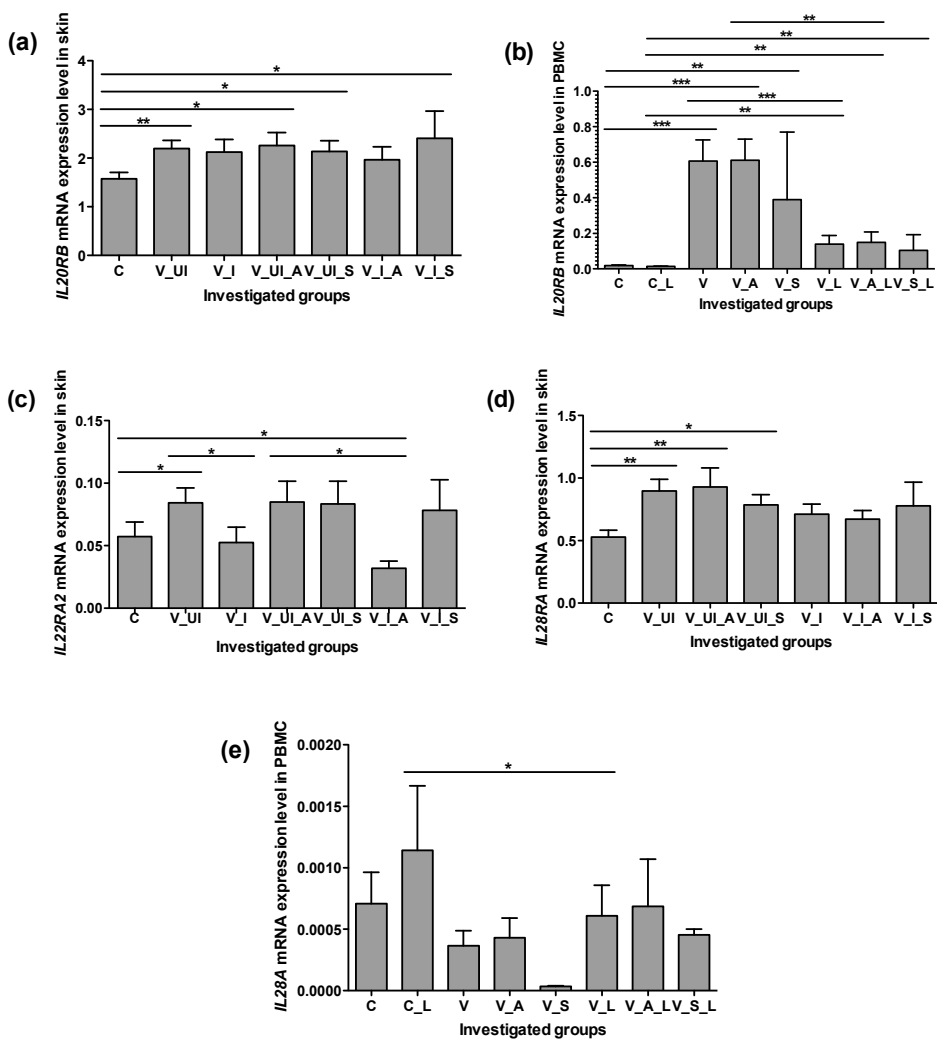 (a)
IL20RB mRNA expression level in skin
4
3
2
1
0
*
*
*
**
C V_UI V_I V_UI_A V_UI_S V_I_A V_I_S
Investigated groups
(b)
IL20RB mRNA expression level in PBMC
1.0
0.8
0.6
0.4
0.2
0.0
**
**
**
**
***
***
**
***
C C_L V V_A V_S V_L V_A_L V_S_L
Investigated groups
(c)
IL22RA2 mRNA expression level in skin
0.15
0.10
0.05
0.00
*
* *
*
C V_UI V_I V_UI_A V_UI_S V_I_A V_I_S
Investigated groups
(d)
IL28RA mRNA expression level in skin
1.5
1.0
0.5
0.0
*
**
**
C V_UI V_UI_A V_UI_S V_I V_I_A V_I_S
Investigated groups
(e)
IL28A mRNA expression level in PBMC
0.0020
0.0015
0.0010
0.0005
0.0000
*
C C_L V V_A V_S V_L V_A_L V_S_L
Investigated groups